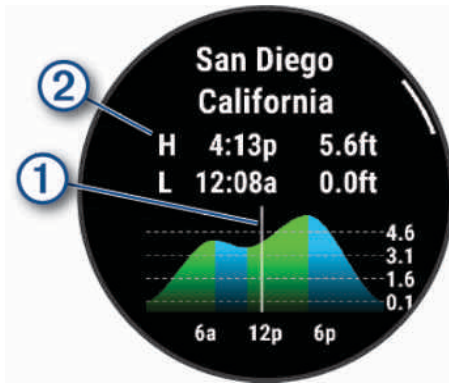 San Diego
California
2
H 4:13p 5.6ft
1
L 12:08a 0.0ft
4.6
3.1
1.6
0.1
6a 12p 6p